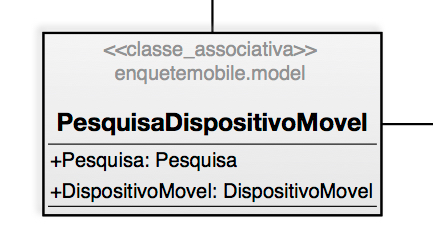 <<classe_associativa>>
enquetemobile.model
PesquisaDispositivoMovel
+Pesquisa: Pesquisa
+DispositivoMovel: DispositivoMovel